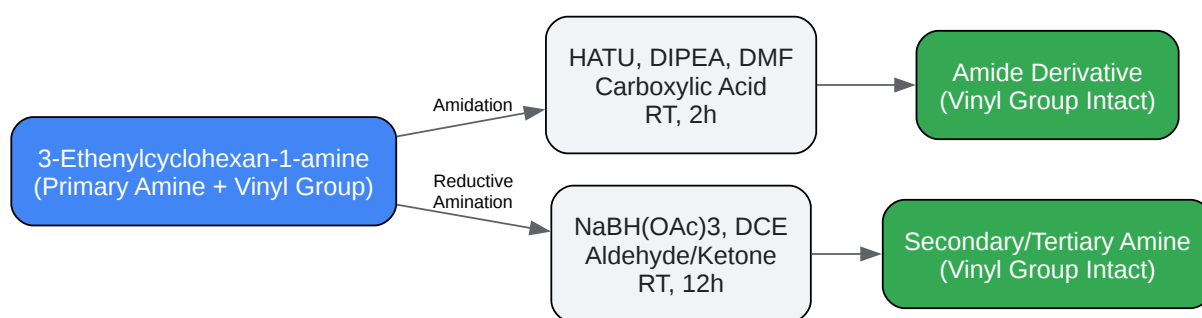 3-Ethenylcyclohexan-1-amine
(Primary Amine + Vinyl Group)
Amidation
HATU, DIPEA, DMF
Carboxylic Acid
RT, 2h
Amide Derivative
(Vinyl Group Intact)
Reductive
Amination
NaBH(OAc)3, DCE
Aldehyde/Ketone
RT, 12h
Secondary/Tertiary Amine
(Vinyl Group Intact)